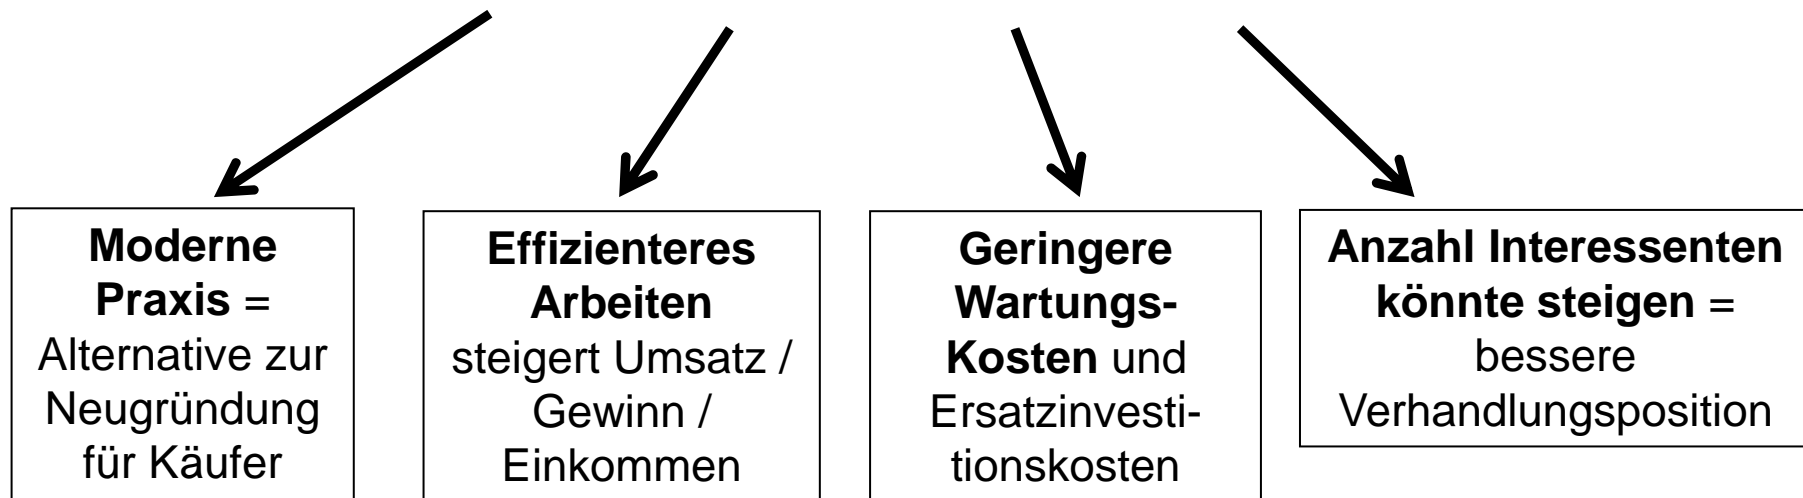 Moderne
Praxis =
Alternative zur
Neugründung
für Käufer
Effizienteres
Arbeiten
steigert Umsatz /
Gewinn /
Einkommen
Geringere
Wartungs-
Kosten und
Ersatzinvesti-
tionskosten
Anzahl Interessenten
könnte steigen =
bessere
Verhandlungsposition